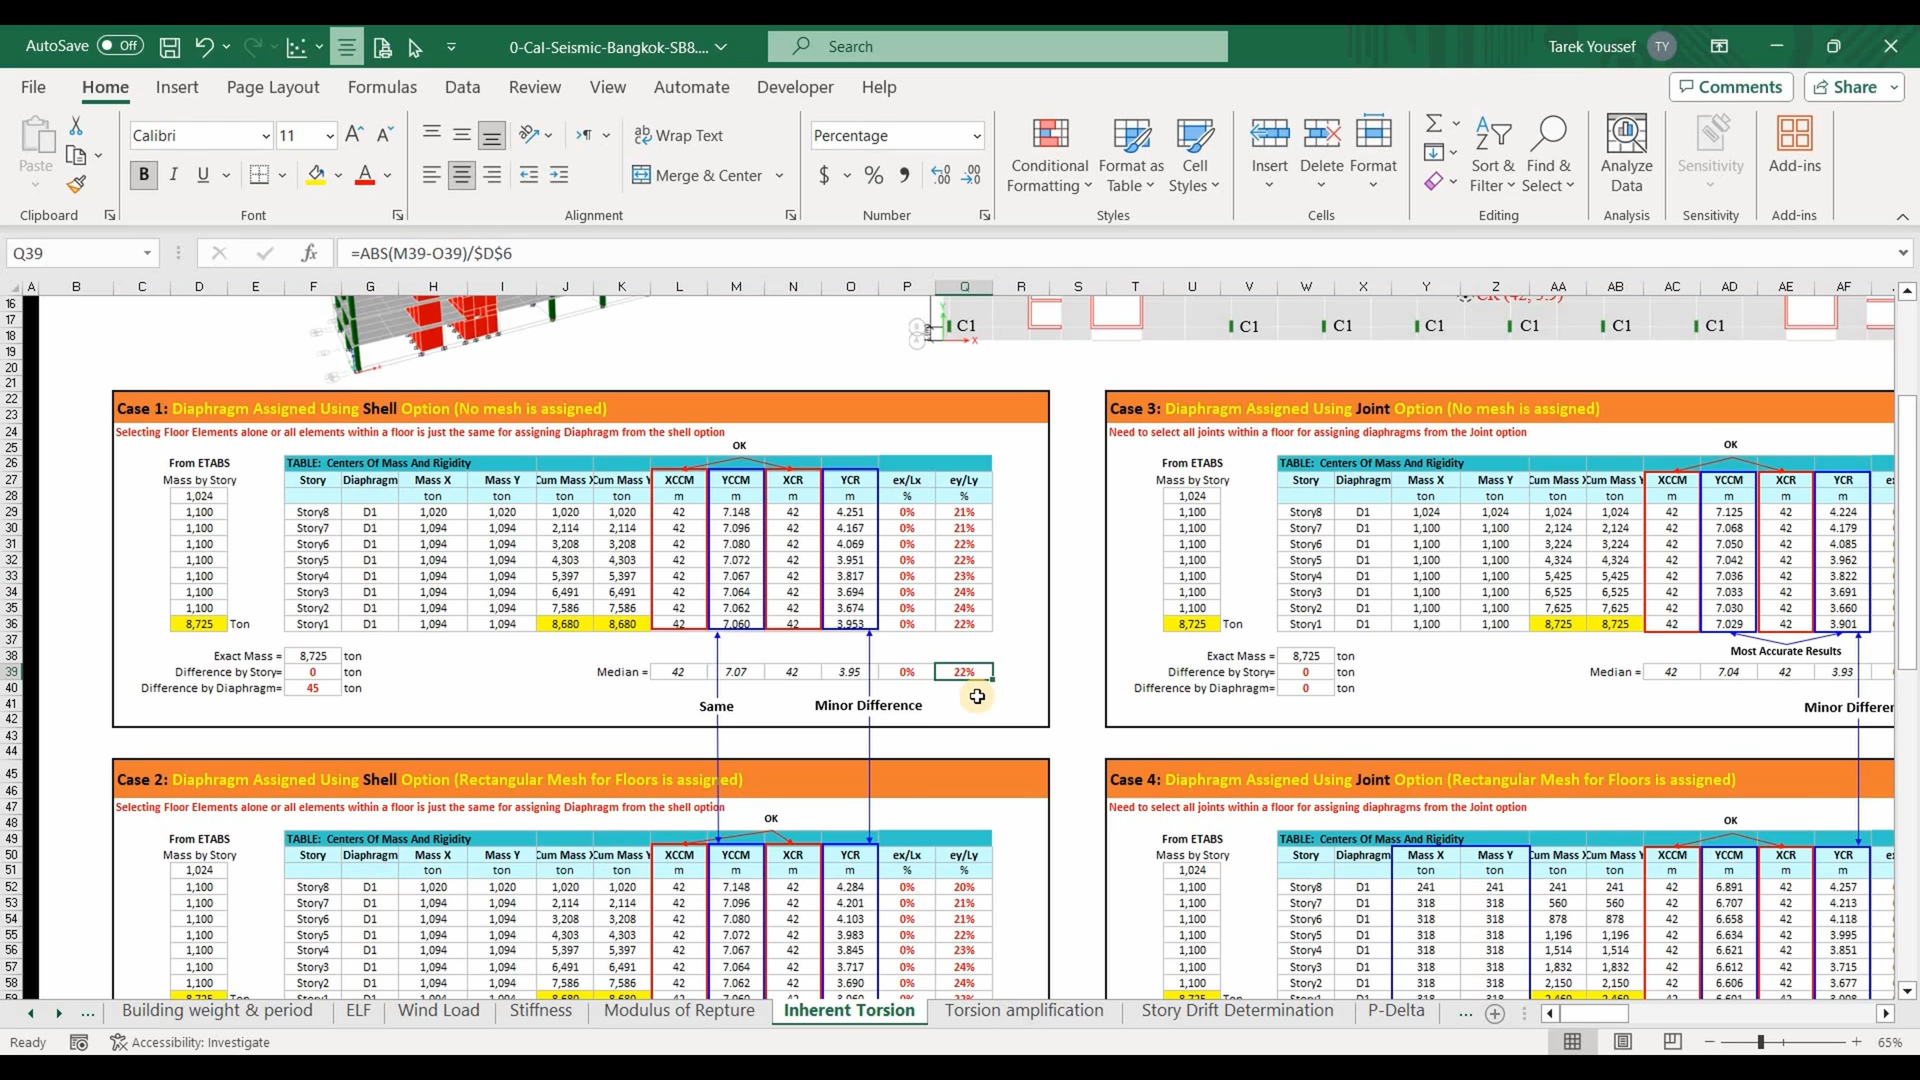 AutoSave Off 0-Cal-Seismic-Bangkok-SB8.... Search Tarek Youssef TY
File Home Insert Page Layout Formulas Data Review View Automate Developer Help Comments Share
Paste Calibri 11 Wrap Text Percentage Conditional Formatting Format as Table Cell Styles Insert Delete Format Sort & Filter Find & Select Analyze Data Sensitivity Add-ins
B I U A Merge & Center $ %
Clipboard Font Alignment Number Styles Cells Editing Analysis Sensitivity Add-ins
Q39 fx =ABS(M39-O39)/$D$6
A B C D E F G H I J K L M N O P Q R S T U V W X Y Z AA AB AC AD AE AF
C1 C1 C1 C1 C1 C1 C1
Case 1: Diaphragm Assigned Using Shell Option (No mesh is assigned)
Selecting Floor Elements alone or all elements within a floor is just the same for assigning Diaphragm from the shell option
OK
From ETABS TABLE: Centers Of Mass And Rigidity
Mass by Story Story Diaphragm Mass X Mass Y Cum Mass Cum Mass Y XCCM YCCM XCR YCR ex/Lx ey/Ly
1,024 ton ton ton ton m m m m % %
1,100 Story8 D1 1,020 1,020 1,020 1,020 42 7.148 42 4.251 0% 21%
1,100 Story7 D1 1,094 1,094 2,114 2,114 42 7.096 42 4.167 0% 21%
1,100 Story6 D1 1,094 1,094 3,208 3,208 42 7.080 42 4.069 0% 22%
1,100 Story5 D1 1,094 1,094 4,303 4,303 42 7.072 42 3.951 0% 22%
1,100 Story4 D1 1,094 1,094 5,397 5,397 42 7.067 42 3.817 0% 23%
1,100 Story3 D1 1,094 1,094 6,491 6,491 42 7.064 42 3.694 0% 24%
1,100 Story2 D1 1,094 1,094 7,586 7,586 42 7.062 42 3.674 0% 24%
8,725 Ton Story1 D1 1,094 1,094 8,680 8,680 42 7.060 42 3.953 0% 22%
Exact Mass = 8,725 ton
Difference by Story= 0 ton Median = 42 7.07 42 3.95 0% 22%
Difference by Diaphragm= 45 ton
Same Minor Difference
Case 3: Diaphragm Assigned Using Joint Option (No mesh is assigned)
Need to select all joints within a floor for assigning diaphragms from the Joint option
OK
From ETABS TABLE: Centers Of Mass And Rigidity
Mass by Story Story Diaphragm Mass X Mass Y Cum Mass Cum Mass Y XCCM YCCM XCR YCR
1,024 ton ton ton ton m m m m
1,100 Story8 D1 1,024 1,024 1,024 1,024 42 7.125 42 4.224
1,100 Story7 D1 1,100 1,100 2,124 2,124 42 7.068 42 4.179
1,100 Story6 D1 1,100 1,100 3,224 3,224 42 7.050 42 4.085
1,100 Story5 D1 1,100 1,100 4,324 4,324 42 7.042 42 3.962
1,100 Story4 D1 1,100 1,100 5,425 5,425 42 7.036 42 3.822
1,100 Story3 D1 1,100 1,100 6,525 6,525 42 7.033 42 3.691
1,100 Story2 D1 1,100 1,100 7,625 7,625 42 7.030 42 3.660
8,725 Ton Story1 D1 1,100 1,100 8,725 8,725 42 7.029 42 3.901
Most Accurate Results
Exact Mass = 8,725 ton
Difference by Story= 0 ton Median = 42 7.04 42 3.93
Difference by Diaphragm= 0 ton
Minor Differen
Case 2: Diaphragm Assigned Using Shell Option (Rectangular Mesh for Floors is assigned)
Selecting Floor Elements alone or all elements within a floor is just the same for assigning Diaphragm from the shell option
OK
From ETABS TABLE: Centers Of Mass And Rigidity
Mass by Story Story Diaphragm Mass X Mass Y Cum Mass Cum Mass Y XCCM YCCM XCR YCR ex/Lx ey/Ly
1,024 ton ton ton ton m m m m % %
1,100 Story8 D1 1,020 1,020 1,020 1,020 42 7.148 42 4.284 0% 20%
1,100 Story7 D1 1,094 1,094 2,114 2,114 42 7.096 42 4.201 0% 21%
1,100 Story6 D1 1,094 1,094 3,208 3,208 42 7.080 42 4.103 0% 21%
1,100 Story5 D1 1,094 1,094 4,303 4,303 42 7.072 42 3.983 0% 22%
1,100 Story4 D1 1,094 1,094 5,397 5,397 42 7.067 42 3.845 0% 23%
1,100 Story3 D1 1,094 1,094 6,491 6,491 42 7.064 42 3.717 0% 24%
1,100 Story2 D1 1,094 1,094 7,586 7,586 42 7.062 42 3.690 0% 24%
Case 4: Diaphragm Assigned Using Joint Option (Rectangular Mesh for Floors is assigned)
Need to select all joints within a floor for assigning diaphragms from the Joint option
OK
From ETABS TABLE: Centers Of Mass And Rigidity
Mass by Story Story Diaphragm Mass X Mass Y Cum Mass Cum Mass Y XCCM YCCM XCR YCR
1,024 ton ton ton ton m m m m
1,100 Story8 D1 241 241 241 241 42 6.891 42 4.257
1,100 Story7 D1 318 318 560 560 42 6.707 42 4.213
1,100 Story6 D1 318 318 878 878 42 6.658 42 4.118
1,100 Story5 D1 318 318 1,196 1,196 42 6.634 42 3.995
1,100 Story4 D1 318 318 1,514 1,514 42 6.621 42 3.851
1,100 Story3 D1 318 318 1,832 1,832 42 6.612 42 3.715
1,100 Story2 D1 318 318 2,150 2,150 42 6.606 42 3.677
... Building weight & period ELF Wind Load Stiffness Modulus of Repture Inherent Torsion Torsion amplification Story Drift Determination P-Delta ...
Ready Accessibility: Investigate 65%